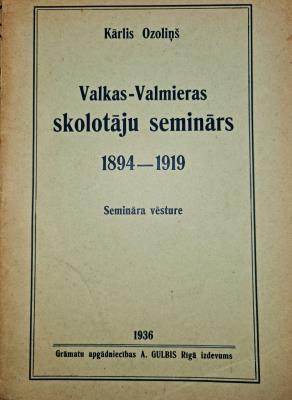 Kārlis Ozoliņš
Valkas-Valmieras
skolotāju seminārs
1894—1919
Semināra vēsture
1936
Grāmatu apgādniecības A. GULBIS Rīgā izdevums